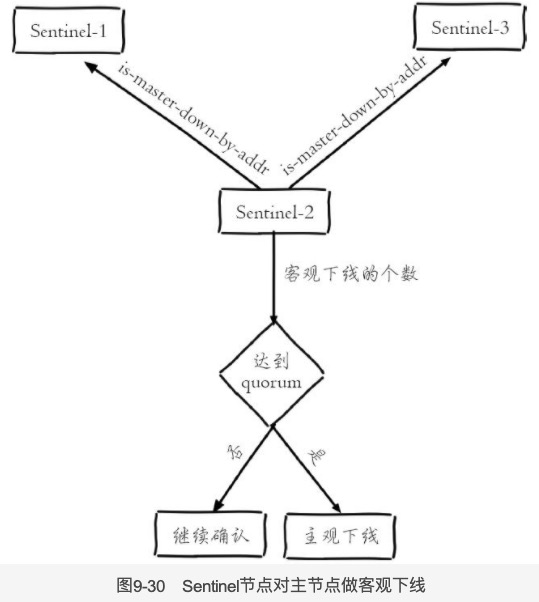 Sentinel-1
Sentinel-3
is-master-down-by-addr
is-master-down-by-addr
Sentinel-2
客观下线的个数
达到
quorum
否
是
继续确认
主观下线
图9-30 Sentinel节点对主节点做客观下线